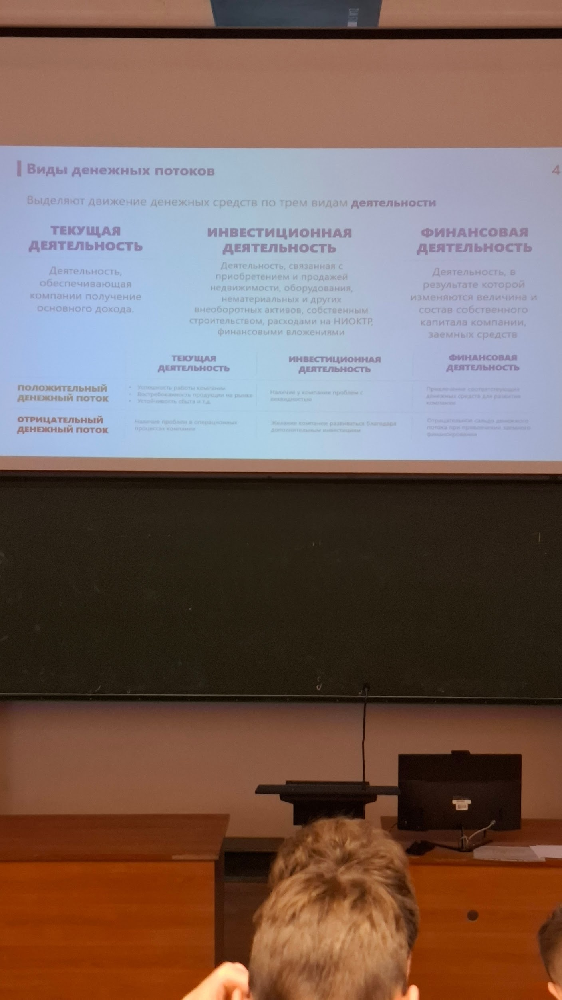 Виды денежных потоков
4
Выделяют движение денежных средств по трем видам деятельности
ТЕКУЩАЯ
ДЕЯТЕЛЬНОСТЬ
Деятельность,
обеспечивающая
компании получение
основного дохода.
ИНВЕСТИЦИОННАЯ
ДЕЯТЕЛЬНОСТЬ
Деятельность, связанная с
приобретением и продажей
недвижимости, оборудования,
нематериальных и других
внеоборотных активов, собственным
строительством, расходами на НИОКТР,
финансовыми вложениями
ФИНАНСОВАЯ
ДЕЯТЕЛЬНОСТЬ
Деятельность, в
результате которой
изменяются величина и
состав собственного
капитала компании,
заемных средств
ТЕКУЩАЯ
ДЕЯТЕЛЬНОСТЬ
ИНВЕСТИЦИОННАЯ
ДЕЯТЕЛЬНОСТЬ
ФИНАНСОВАЯ
ДЕЯТЕЛЬНОСТЬ
ПОЛОЖИТЕЛЬНЫЙ
ДЕНЕЖНЫЙ ПОТОК
• Успешность работы компании
• Востребованность продукции на рынке
• Устойчивость сбыта и т.д.
Наличие у компании проблем с
ликвидностью
Привлечение соответствующих
денежных средств для развития
компании
ОТРИЦАТЕЛЬНЫЙ
ДЕНЕЖНЫЙ ПОТОК
Наличие проблем в операционных
процессах компании
Желание компании развиваться благодаря
дополнительным инвестициям
Отрицательное сальдо денежного
потока при привлечении заемного
финансирования